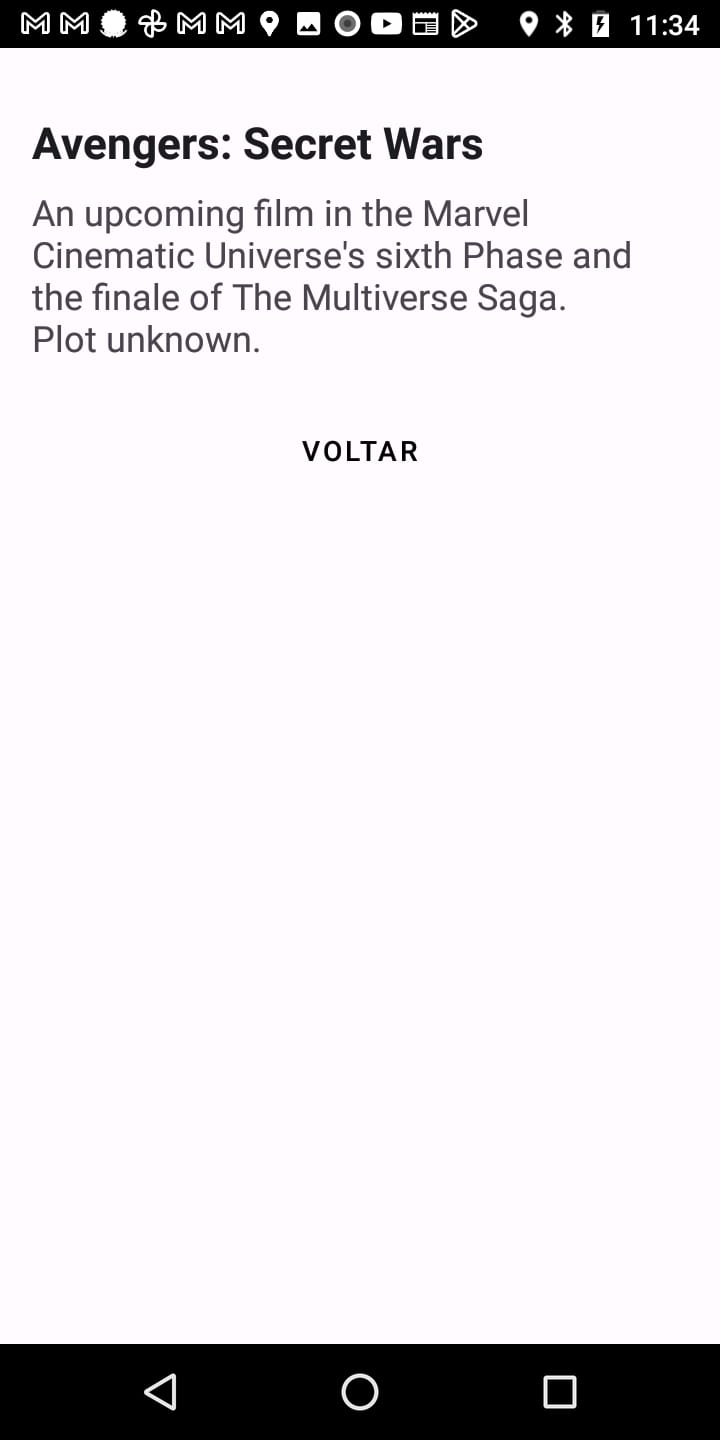 11:34
Avengers: Secret Wars
An upcoming film in the Marvel
Cinematic Universe's sixth Phase and
the finale of The Multiverse Saga.
Plot unknown.
VOLTAR